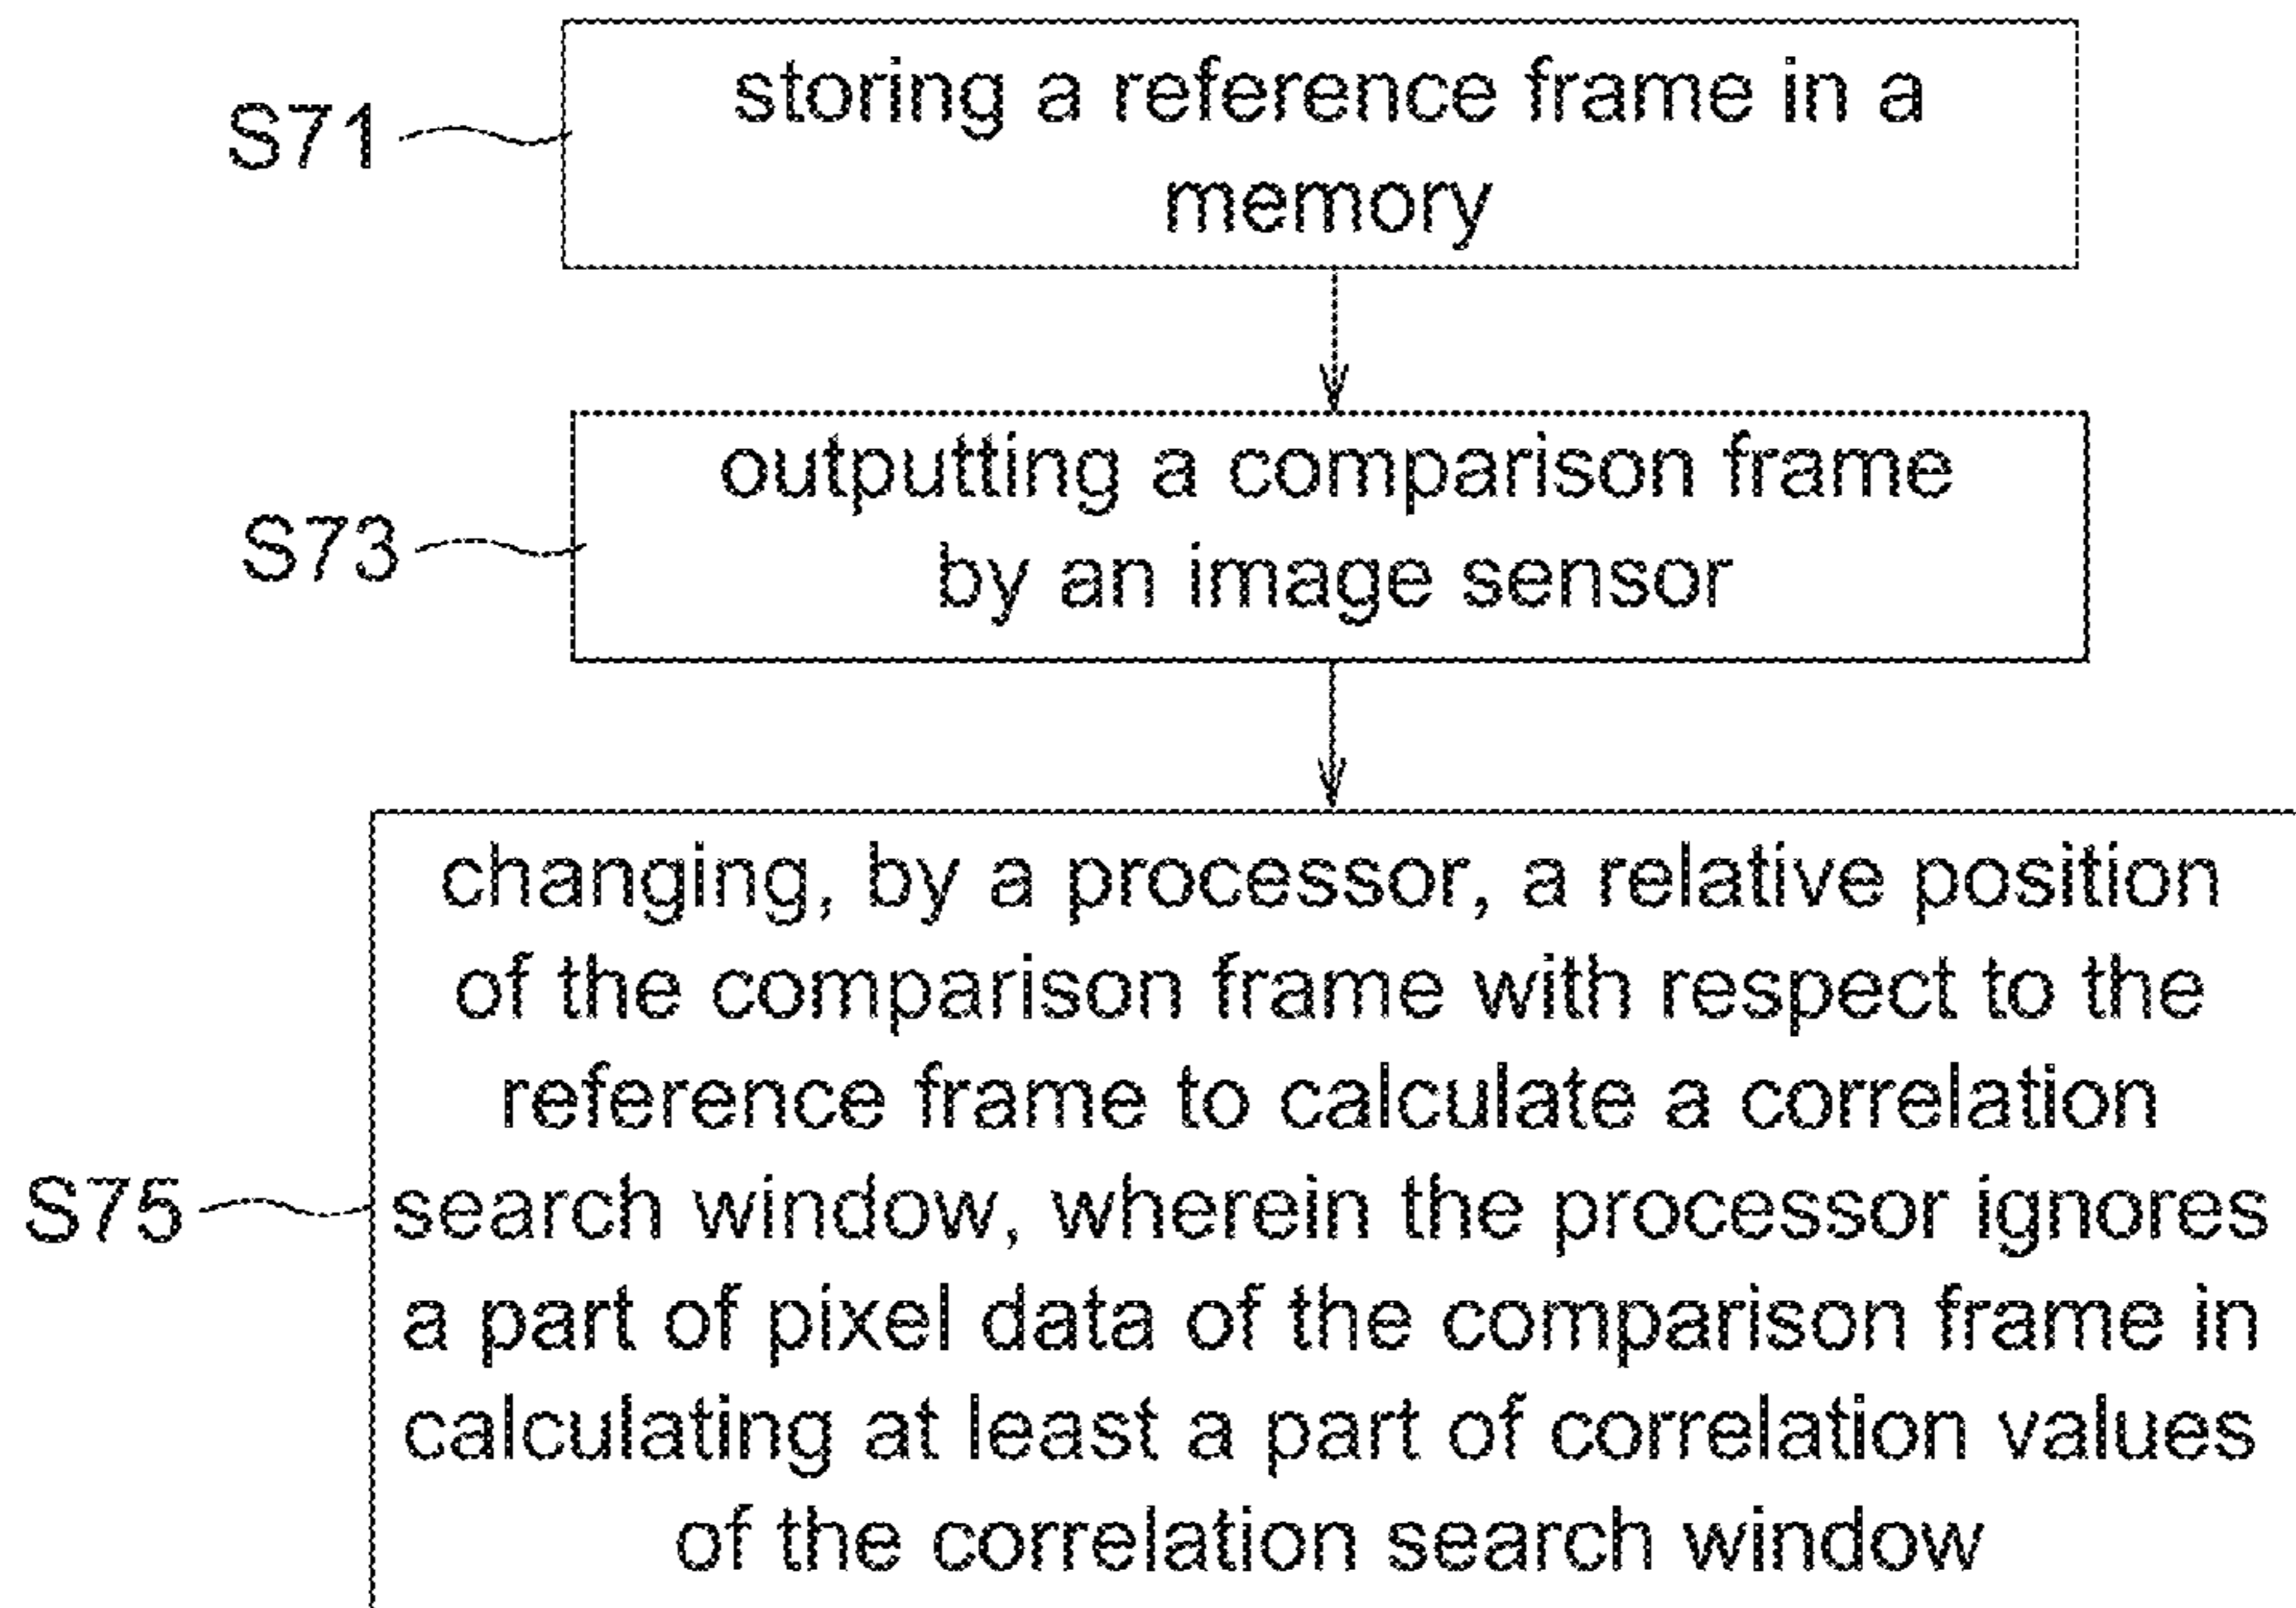 S71
storing a reference frame in a
memory
S73
outputting a comparison frame
by an image sensor
S75
changing, by a processor, a relative position
of the comparison frame with respect to the
reference frame to calculate a correlation
search window, wherein the processor ignores
a part of pixel data of the comparison frame in
calculating at least a part of correlation values
of the correlation search window